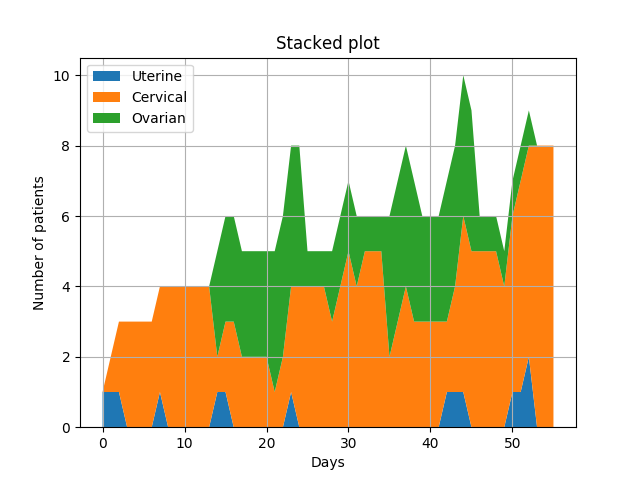 Stacked plot
Uterine
Cervical
Ovarian
10
8
6
4
2
0
Number of patients
0 10 20 30 40 50
Days